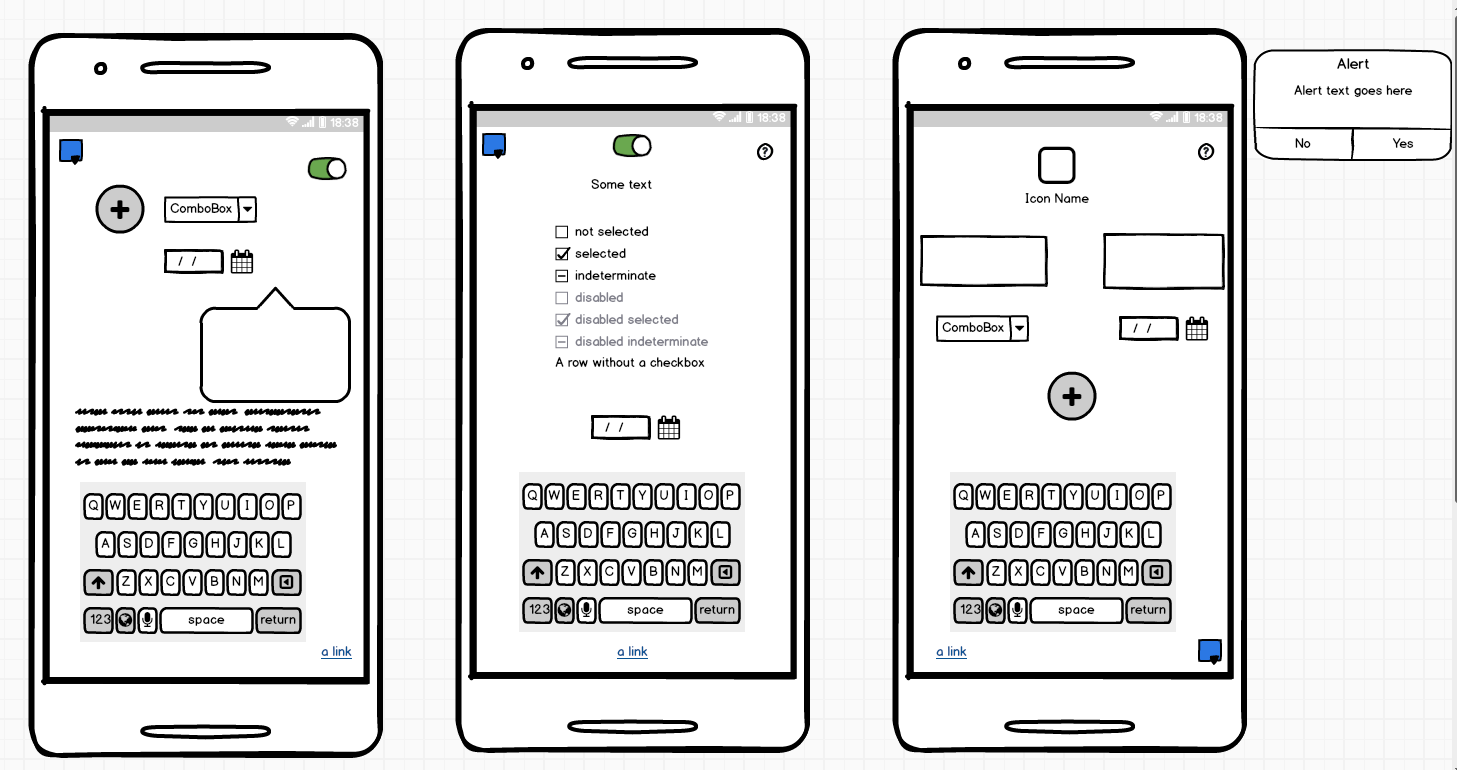 18:38
ComboBox
/ /
Q W E R T Y U I O P
A S D F G H J K L
Z X C V B N M
123 space return
a link
18:38
?
Some text
not selected
selected
indeterminate
disabled
disabled selected
disabled indeterminate
A row without a checkbox
/ /
Q W E R T Y U I O P
A S D F G H J K L
Z X C V B N M
123 space return
a link
18:38
?
Icon Name
ComboBox
/ /
Q W E R T Y U I O P
A S D F G H J K L
Z X C V B N M
123 space return
a link
Alert
Alert text goes here
No Yes